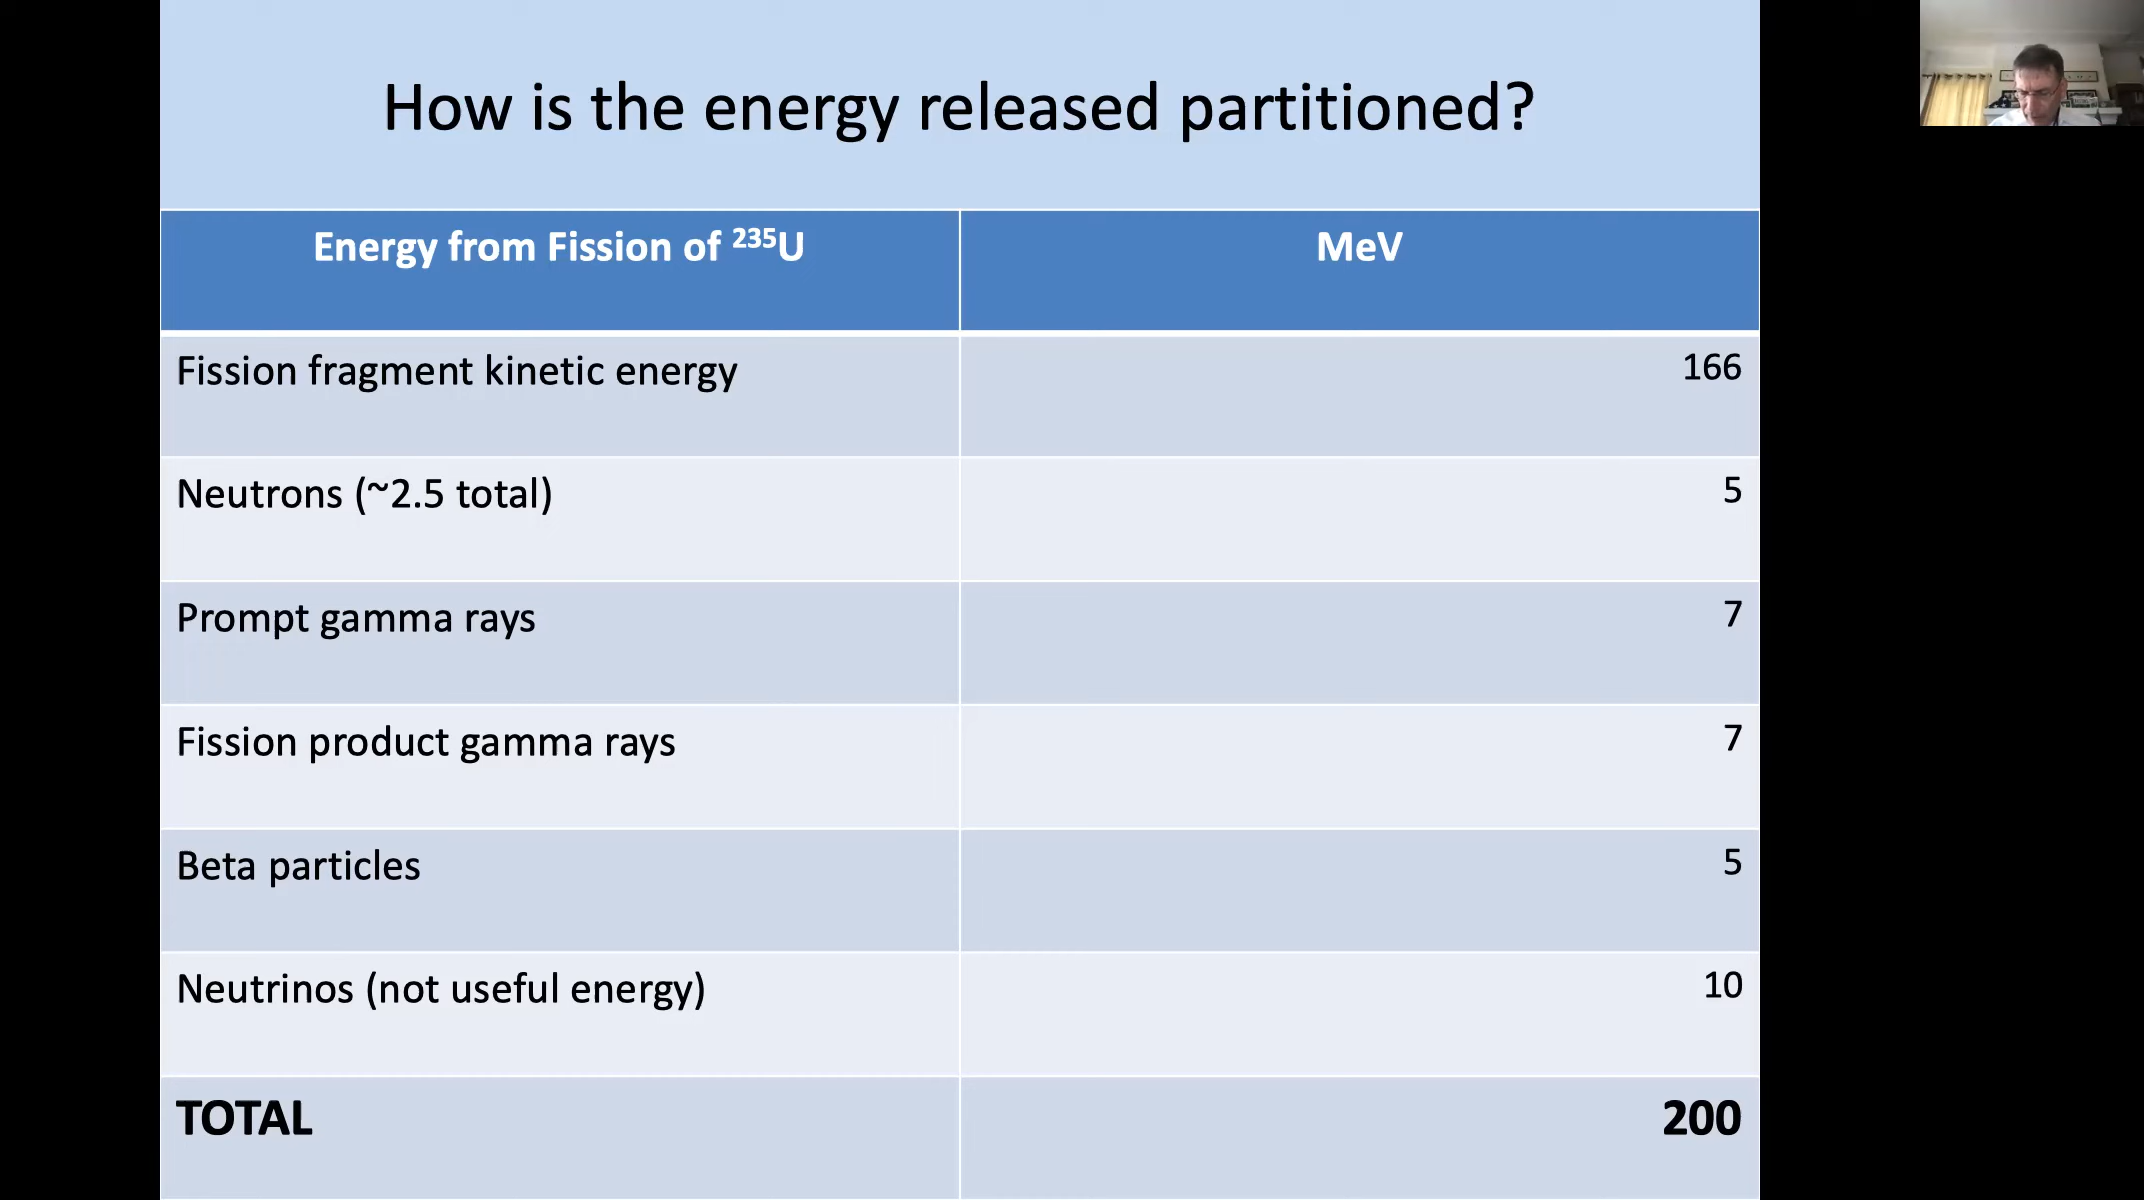 How is the energy released partitioned?
Energy from Fission of ²³⁵U
MeV
Fission fragment kinetic energy
166
Neutrons (~2.5 total)
5
Prompt gamma rays
7
Fission product gamma rays
7
Beta particles
5
Neutrinos (not useful energy)
10
TOTAL
200